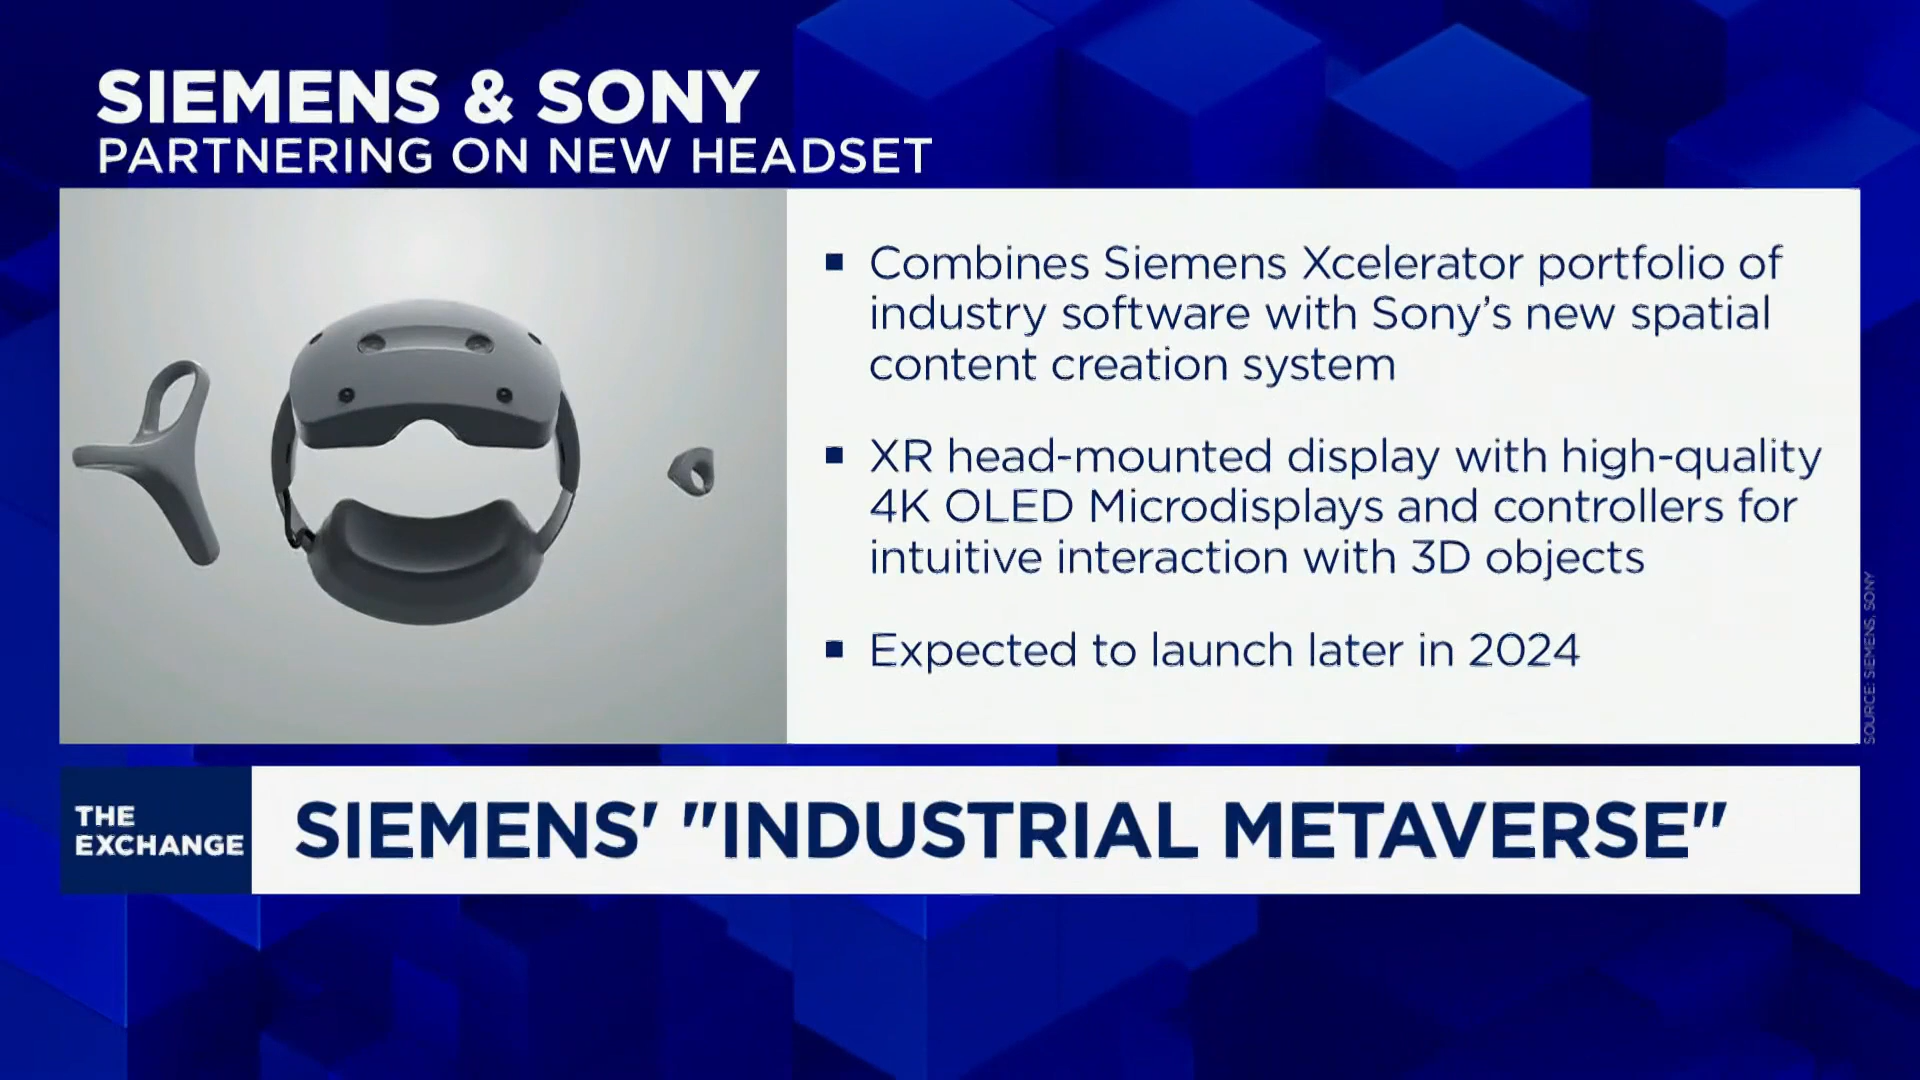 SIEMENS & SONY
PARTNERING ON NEW HEADSET
▪ Combines Siemens Xcelerator portfolio of
industry software with Sony’s new spatial
content creation system
▪ XR head-mounted display with high-quality
4K OLED Microdisplays and controllers for
intuitive interaction with 3D objects
▪ Expected to launch later in 2024
SOURCE: SIEMENS, SONY
THE
EXCHANGE
SIEMENS' "INDUSTRIAL METAVERSE"